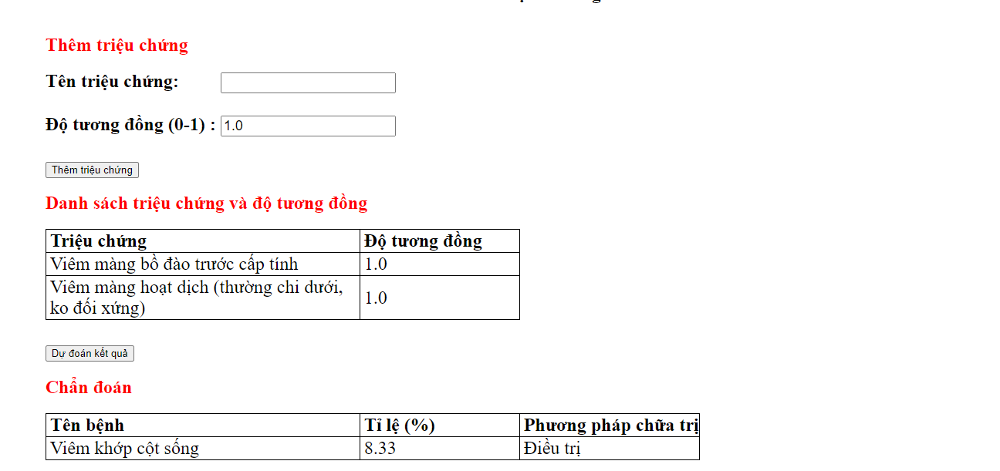 Thêm triệu chứng
Tên triệu chứng:
Độ tương đồng (0-1) : 1.0
Thêm triệu chứng
Danh sách triệu chứng và độ tương đồng
Triệu chứng Độ tương đồng
Viêm màng bồ đào trước cấp tính 1.0
Viêm màng hoạt dịch (thường chi dưới,
ko đối xứng) 1.0
Dự đoán kết quả
Chẩn đoán
Tên bệnh Tỉ lệ (%) Phương pháp chữa trị
Viêm khớp cột sống 8.33 Điều trị